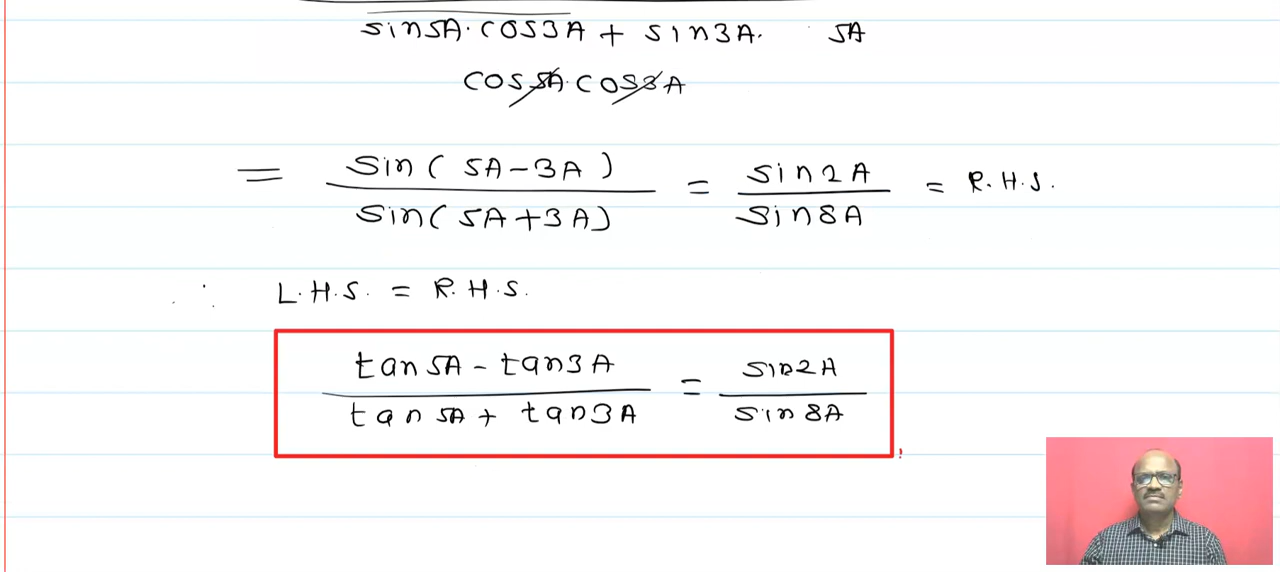 sin5A.cos3A + sin3A. 5A
cos5A.cos3A
= sin(5A-3A) / sin(5A+3A) = sin2A / sin8A = R.H.S.
∴ L.H.S. = R.H.S.
tan5A - tan3A / tan5A + tan3A = sin2A / sin8A